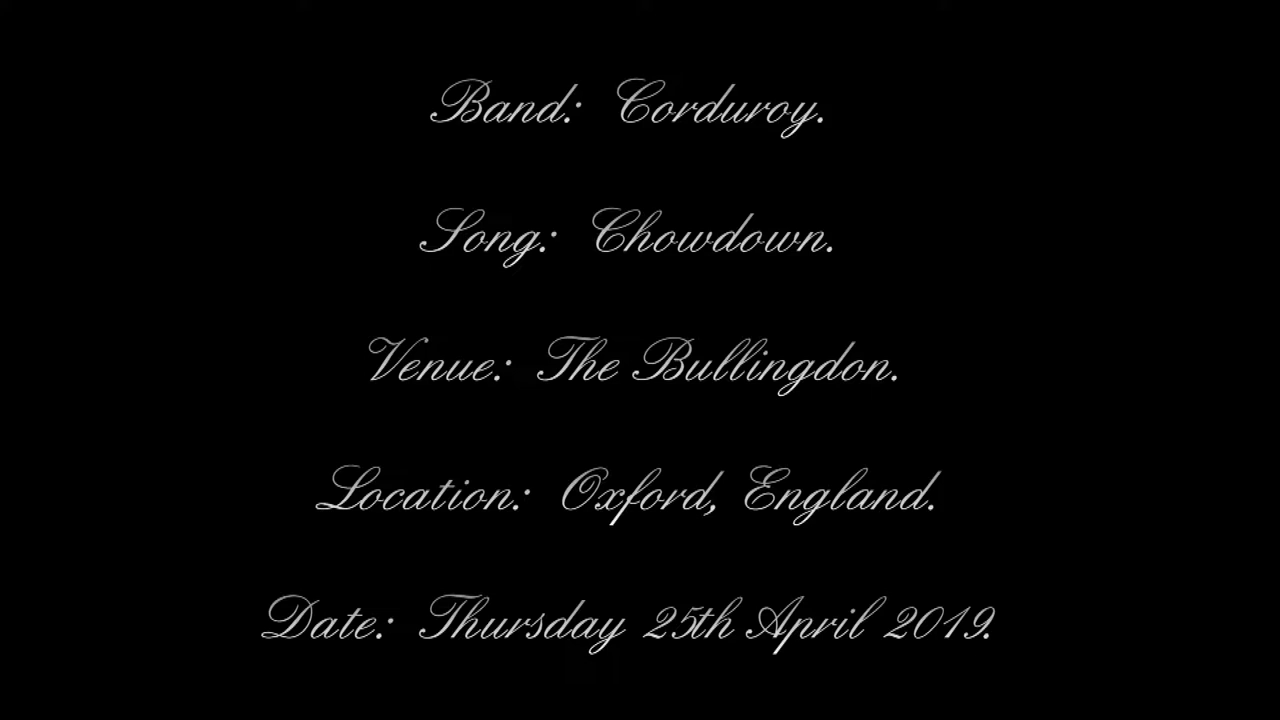 Band: Corduroy.
Song: Chowdown.
Venue: The Bullingdon.
Location: Oxford, England.
Date: Thursday 25th April 2019.